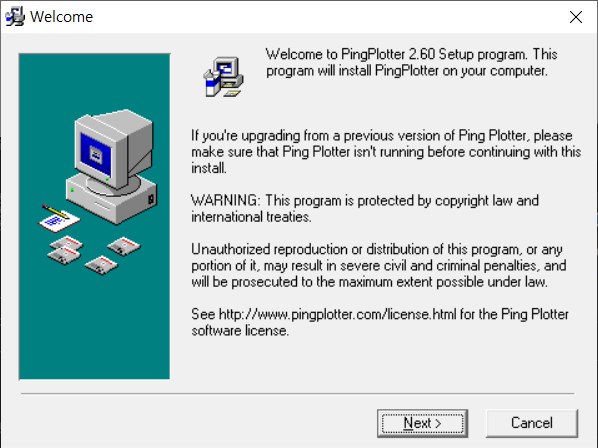 Welcome
Welcome to PingPlotter 2.60 Setup program. This
program will install PingPlotter on your computer.
If you're upgrading from a previous version of Ping Plotter, please
make sure that Ping Plotter isn't running before continuing with this
install.
WARNING: This program is protected by copyright law and
international treaties.
Unauthorized reproduction or distribution of this program, or any
portion of it, may result in severe civil and criminal penalties, and
will be prosecuted to the maximum extent possible under law.
See http://www.pingplotter.com/license.html for the Ping Plotter
software license.
Next >
Cancel